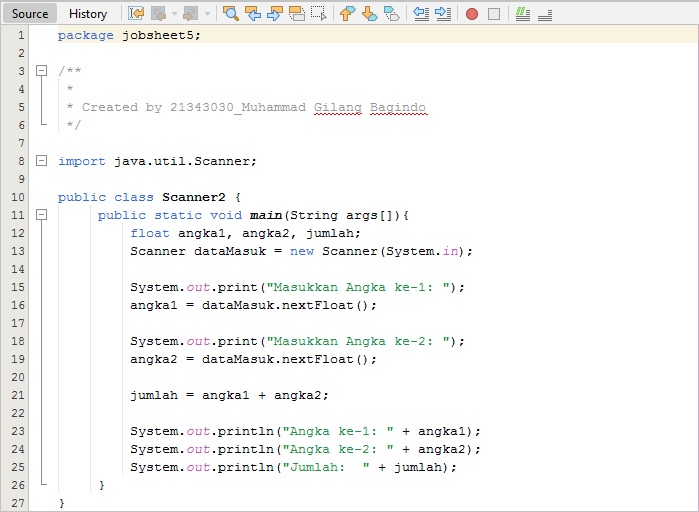 Source History
1 package jobsheet5;
2
3 /**
4 *
5 * Created by 21343030_Muhammad Gilang Bagindo
6 */
7
8 import java.util.Scanner;
9
10 public class Scanner2 {
11 public static void main(String args[]){
12 float angka1, angka2, jumlah;
13 Scanner dataMasuk = new Scanner(System.in);
14
15 System.out.print("Masukkan Angka ke-1: ");
16 angka1 = dataMasuk.nextFloat();
17
18 System.out.print("Masukkan Angka ke-2: ");
19 angka2 = dataMasuk.nextFloat();
20
21 jumlah = angka1 + angka2;
22
23 System.out.println("Angka ke-1: " + angka1);
24 System.out.println("Angka ke-2: " + angka2);
25 System.out.println("Jumlah:  " + jumlah);
26 }
27 }